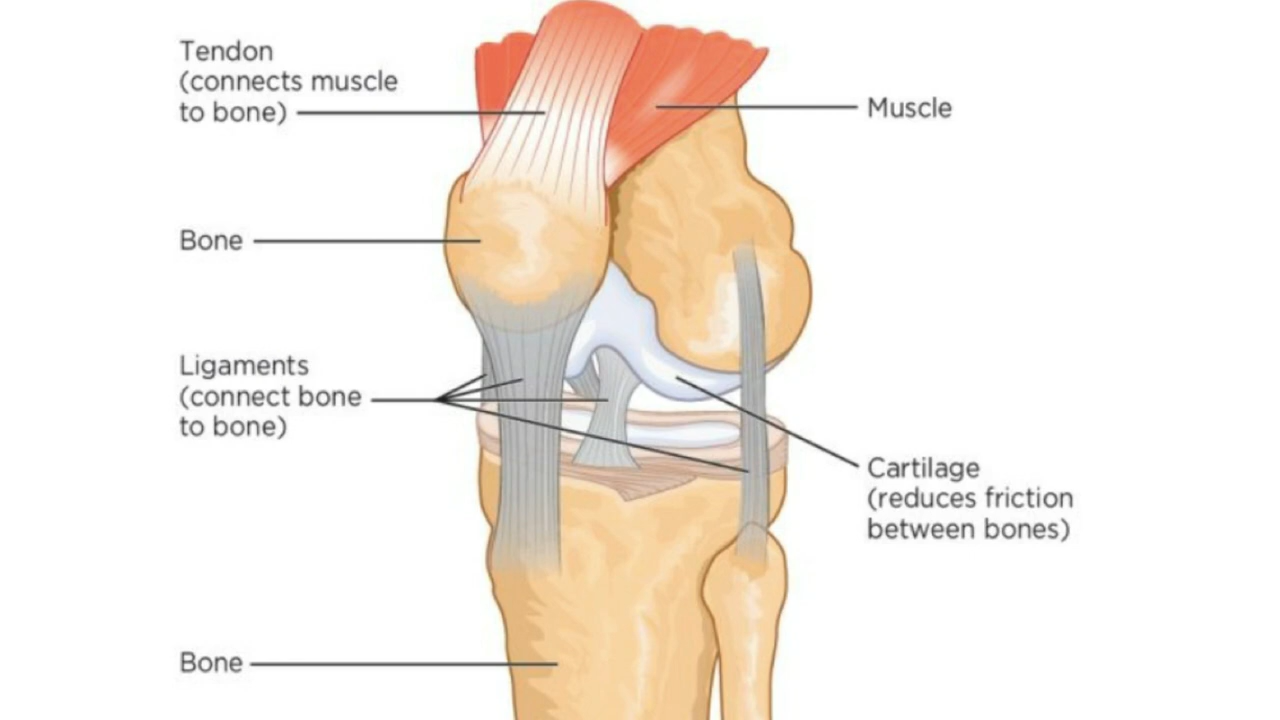 Tendon
(connects muscle
to bone)
Muscle
Bone
Ligaments
(connect bone
to bone)
Cartilage
(reduces friction
between bones)
Bone